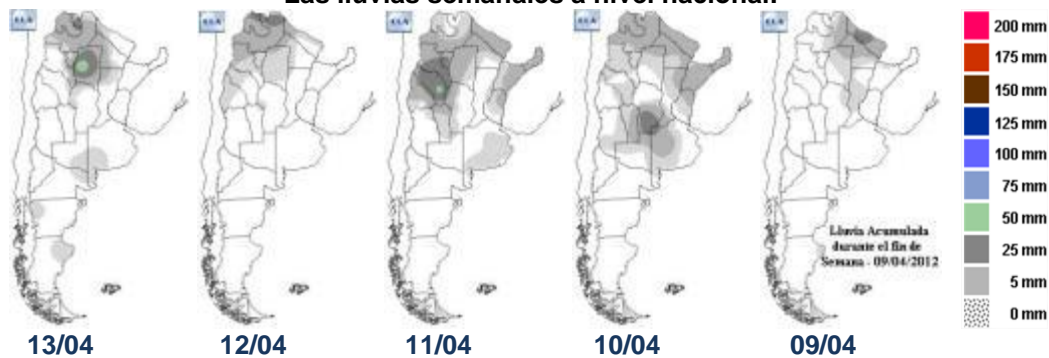 Las lluvias semanales a nivel nacional:
200 mm
175 mm
150 mm
125 mm
100 mm
75 mm
50 mm
25 mm
5 mm
0 mm
Lluvia Acumulada
durante el fin de
Semana - 09/04/2012
13/04
12/04
11/04
10/04
09/04